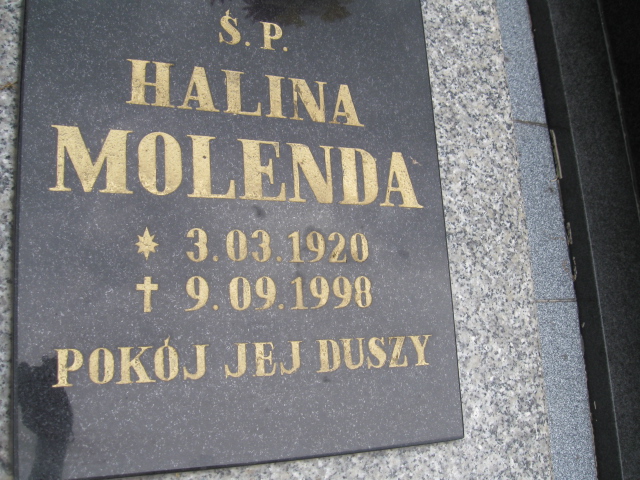 Ś.P.
HALINA
MOLENDA
* 3.03.1920
† 9.09.1998
POKÓJ JEJ DUSZY